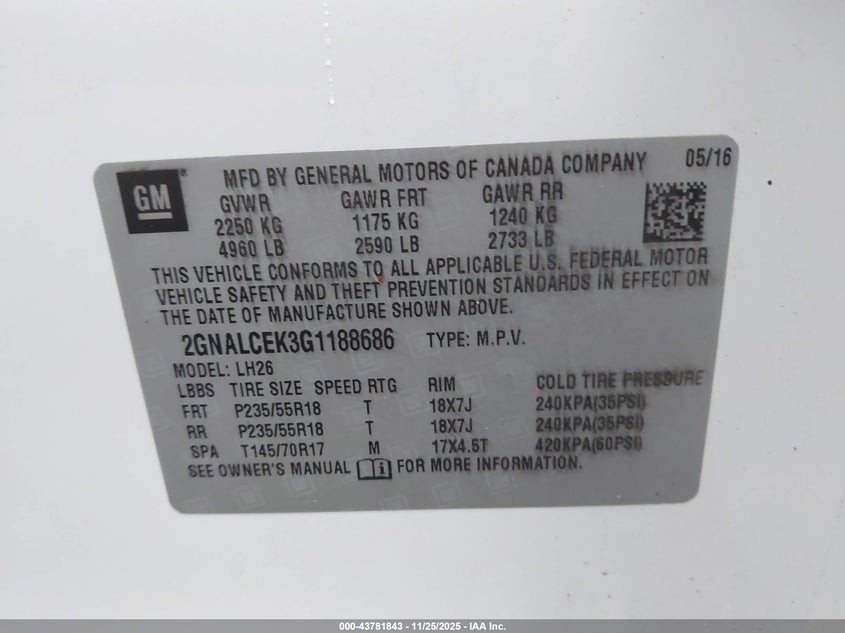 GM ®
MFD BY GENERAL MOTORS OF CANADA COMPANY 05/16
GVWR GAWR FRT GAWR RR
2250 KG 1175 KG 1240 KG
4960 LB 2590 LB 2733 LB
THIS VEHICLE CONFORMS TO ALL APPLICABLE U.S. FEDERAL MOTOR
VEHICLE SAFETY AND THEFT PREVENTION STANDARDS IN EFFECT ON
THE DATE OF MANUFACTURE SHOWN ABOVE.
2GNALCEK3G1188686 TYPE: M.P.V.
MODEL: LH26
LBBS TIRE SIZE SPEED RTG RIM COLD TIRE PRESSURE
FRT P235/55R18 T 18X7J 240KPA(35PSI)
RR P235/55R18 T 18X7J 240KPA(35PSI)
SPA T145/70R17 M 17X4.5T 420KPA(60PSI)
SEE OWNER'S MANUAL i FOR MORE INFORMATION.
000-43781843 - 11/25/2025 - IAA Inc.